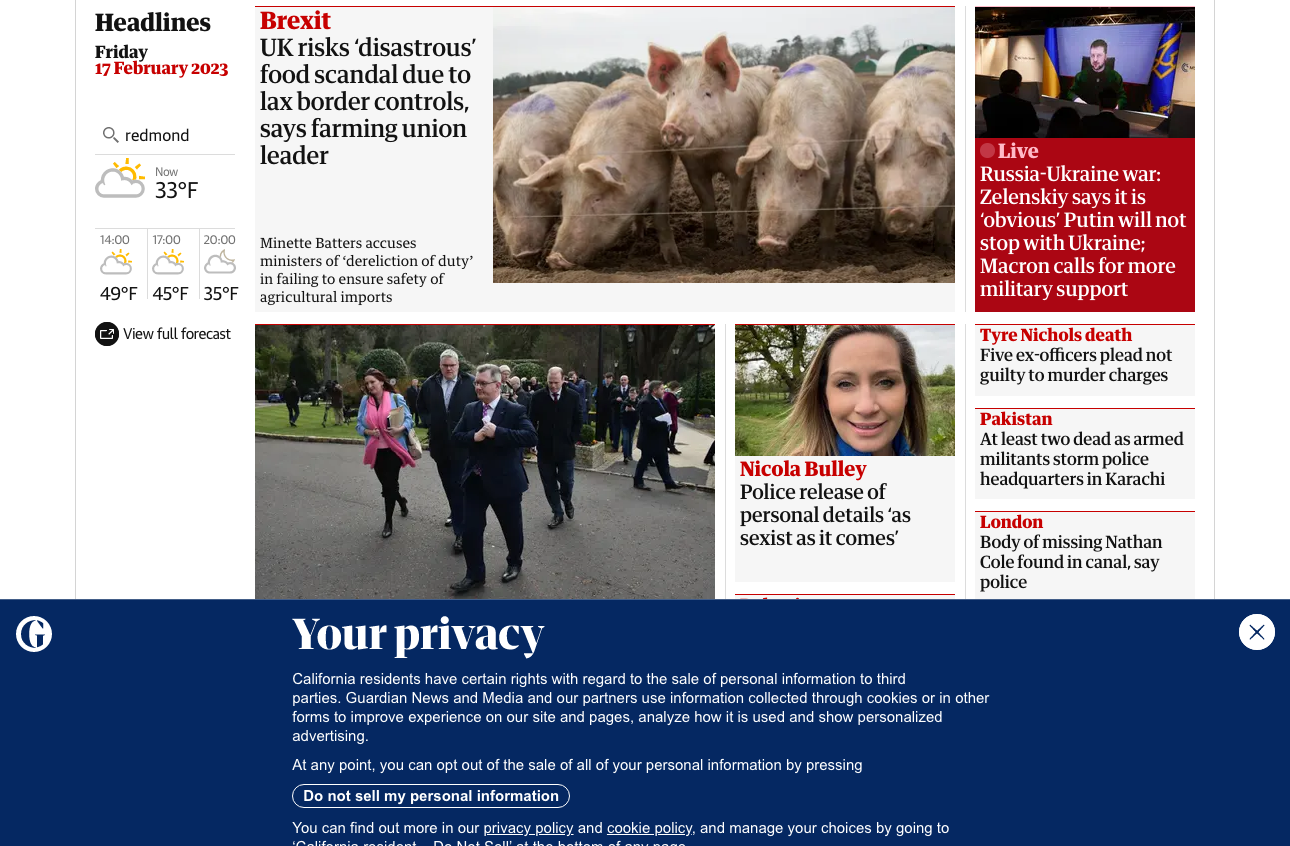 Headlines
Friday
17 February 2023
redmond
Now
33°F
14:00
49°F
17:00
45°F
20:00
35°F
View full forecast
Brexit
UK risks ‘disastrous’
food scandal due to
lax border controls,
says farming union
leader
Minette Batters accuses
ministers of ‘dereliction of duty’
in failing to ensure safety of
agricultural imports
Live
Russia-Ukraine war:
Zelenskiy says it is
‘obvious’ Putin will not
stop with Ukraine;
Macron calls for more
military support
Nicola Bulley
Police release of
personal details ‘as
sexist as it comes’
Tyre Nichols death
Five ex-officers plead not
guilty to murder charges
Pakistan
At least two dead as armed
militants storm police
headquarters in Karachi
London
Body of missing Nathan
Cole found in canal, say
police
Your privacy
California residents have certain rights with regard to the sale of personal information to third
parties. Guardian News and Media and our partners use information collected through cookies or in other
forms to improve experience on our site and pages, analyze how it is used and show personalized
advertising.
At any point, you can opt out of the sale of all of your personal information by pressing
Do not sell my personal information
You can find out more in our privacy policy and cookie policy, and manage your choices by going to
‘California resident – Do Not Sell’ at the bottom of any page